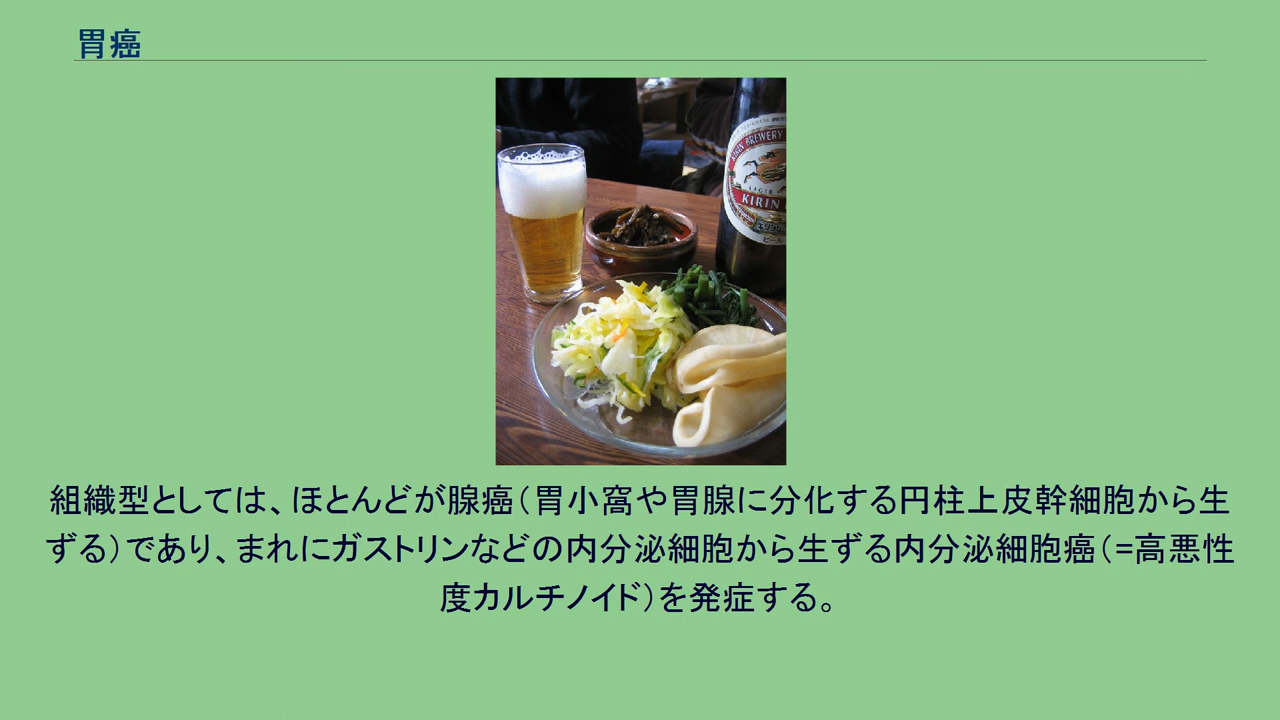 胃癌
KIRIN BREWERY
LAGER
KIRIN
ビール
組織型としては、ほとんどが腺癌（胃小窩や胃腺に分化する円柱上皮幹細胞から生
ずる）であり、まれにガストリンなどの内分泌細胞から生ずる内分泌細胞癌（=高悪性
度カルチノイド）を発症する。